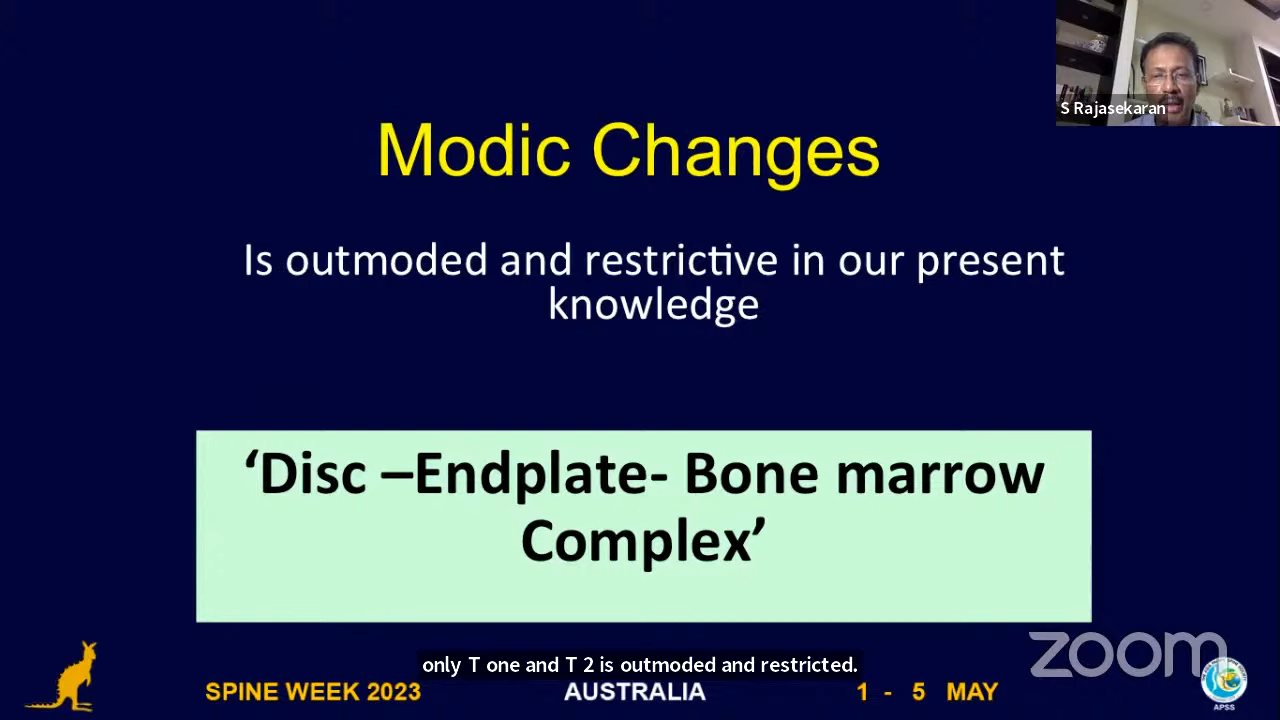 S Rajasekaran
Modic Changes
Is outmoded and restrictive in our present
knowledge
‘Disc –Endplate- Bone marrow
Complex’
only T one and T 2 is outmoded and restricted.
zoom
SPINE WEEK 2023 AUSTRALIA 1 - 5 MAY
APSS